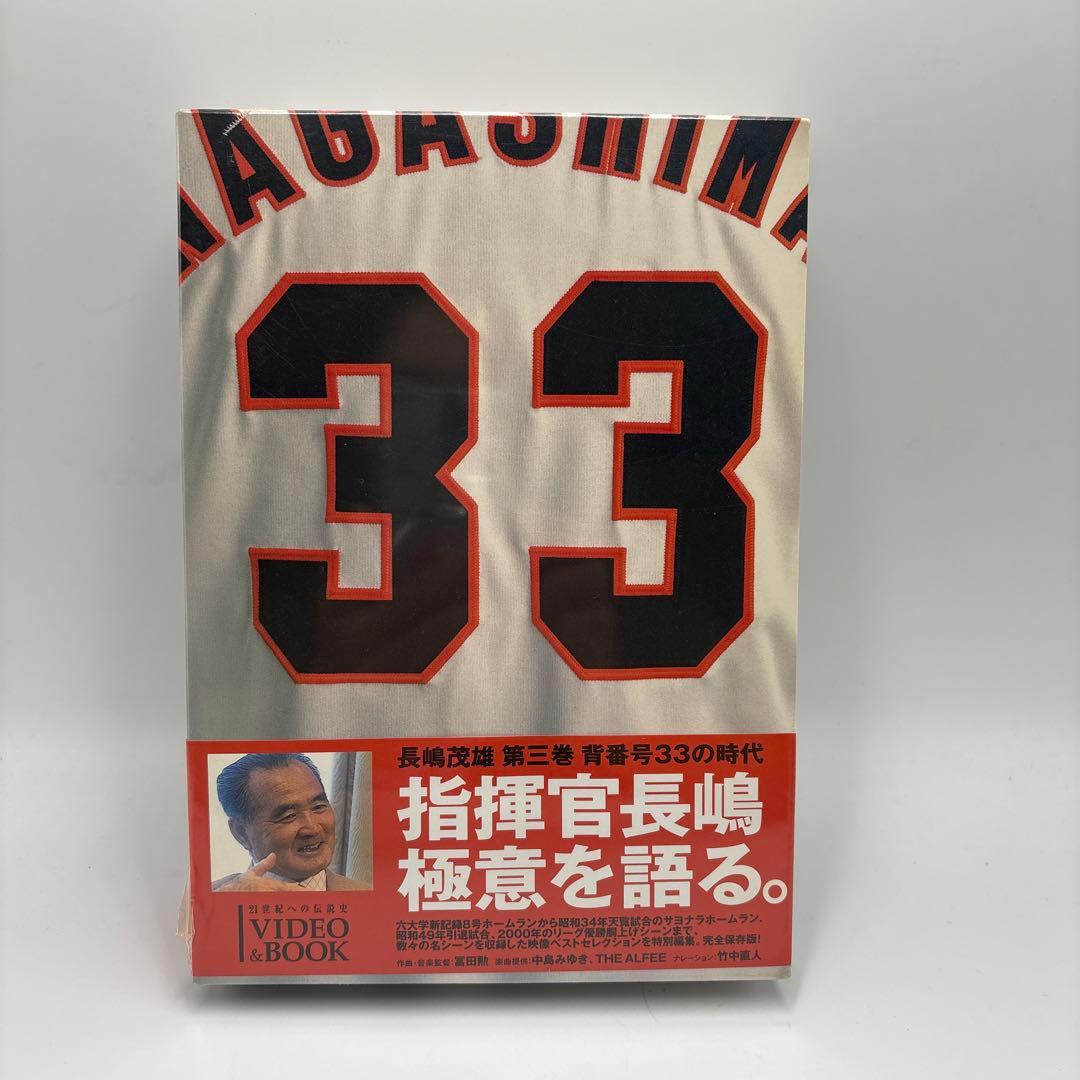 NAGASHIMA
33
長嶋茂雄 第三巻 背番号33の時代
指揮官長嶋
極意を語る。
21世紀への伝説史
VIDEO
&BOOK
六大学新記録8号ホームランから昭和34年天覧試合のサヨナラホームラン、
昭和49年引退試合、2000年のリーグ優勝胴上げシーンまで、
数々の名シーンを収録した映像ベストセレクションを特別編集。完全保存版!
作曲・音楽監督:冨田勲 楽曲提供:中島みゆき、THE ALFEE ナレーション:竹中直人